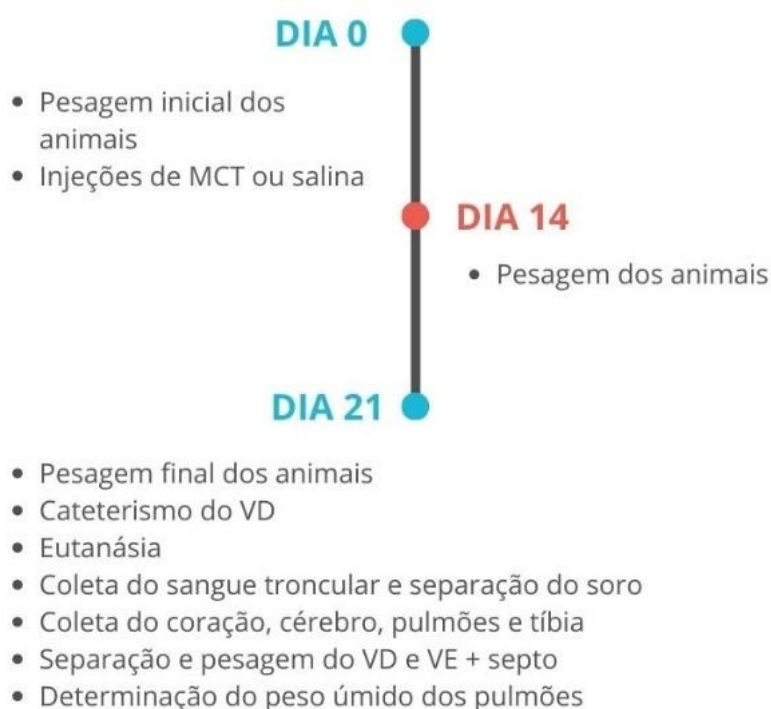 DIA 0
• Pesagem inicial dos
animais
• Injeções de MCT ou salina
DIA 14
• Pesagem dos animais
DIA 21
• Pesagem final dos animais
• Cateterismo do VD
• Eutanásia
• Coleta do sangue troncular e separação do soro
• Coleta do coração, cérebro, pulmões e tíbia
• Separação e pesagem do VD e VE + septo
• Determinação do peso úmido dos pulmões